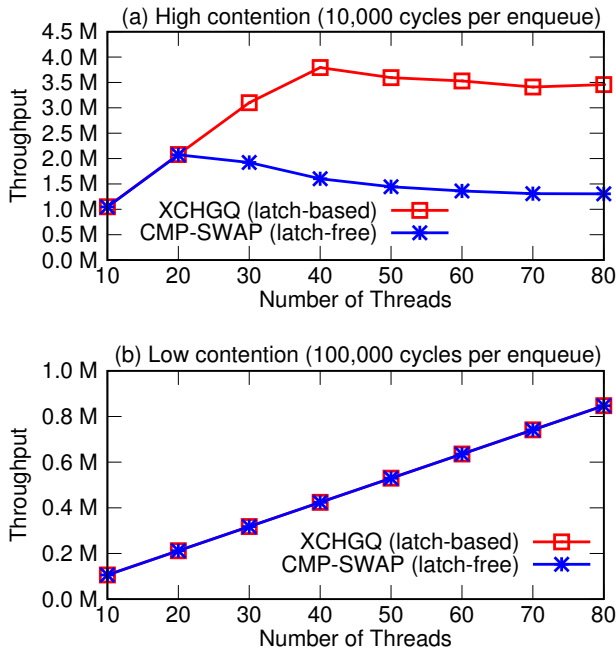 (a) High contention (10,000 cycles per enqueue)
4.5 M
4.0 M
3.5 M
3.0 M
2.5 M
2.0 M
1.5 M
1.0 M
0.5 M
0.0 M
Throughput
XCHGQ (latch-based)
CMP-SWAP (latch-free)
10 20 30 40 50 60 70 80
Number of Threads
(b) Low contention (100,000 cycles per enqueue)
1.0 M
0.8 M
0.6 M
0.4 M
0.2 M
0.0 M
Throughput
XCHGQ (latch-based)
CMP-SWAP (latch-free)
10 20 30 40 50 60 70 80
Number of Threads